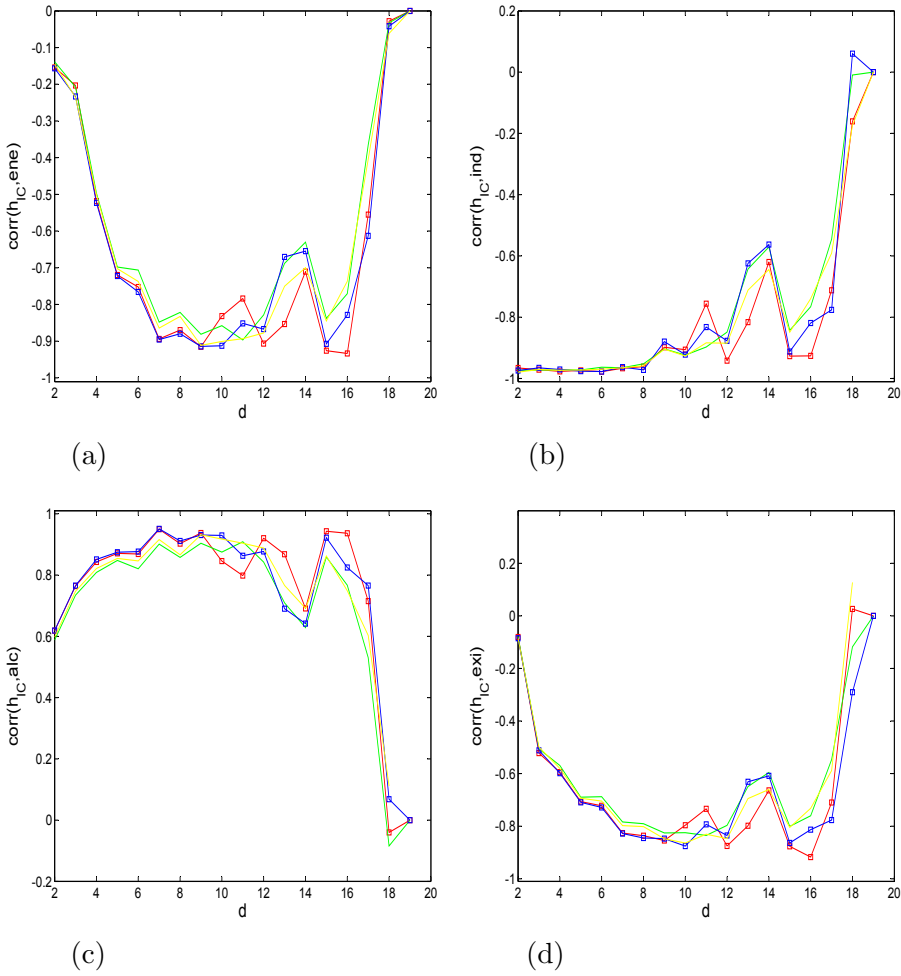 0
-0.1
-0.2
-0.3
-0.4
-0.5
-0.6
-0.7
-0.8
-0.9
-1
2 4 6 8 10 12 14 16 18 20
d
corr(h_IC,ene)
(a)
0.2
0
-0.2
-0.4
-0.6
-0.8
-1
2 4 6 8 10 12 14 16 18 20
d
corr(h_IC,ind)
(b)
1
0.8
0.6
0.4
0.2
0
-0.2
2 4 6 8 10 12 14 16 18 20
d
corr(h_IC,alc)
(c)
0.2
0
-0.2
-0.4
-0.6
-0.8
-1
2 4 6 8 10 12 14 16 18 20
d
corr(h_IC,exi)
(d)